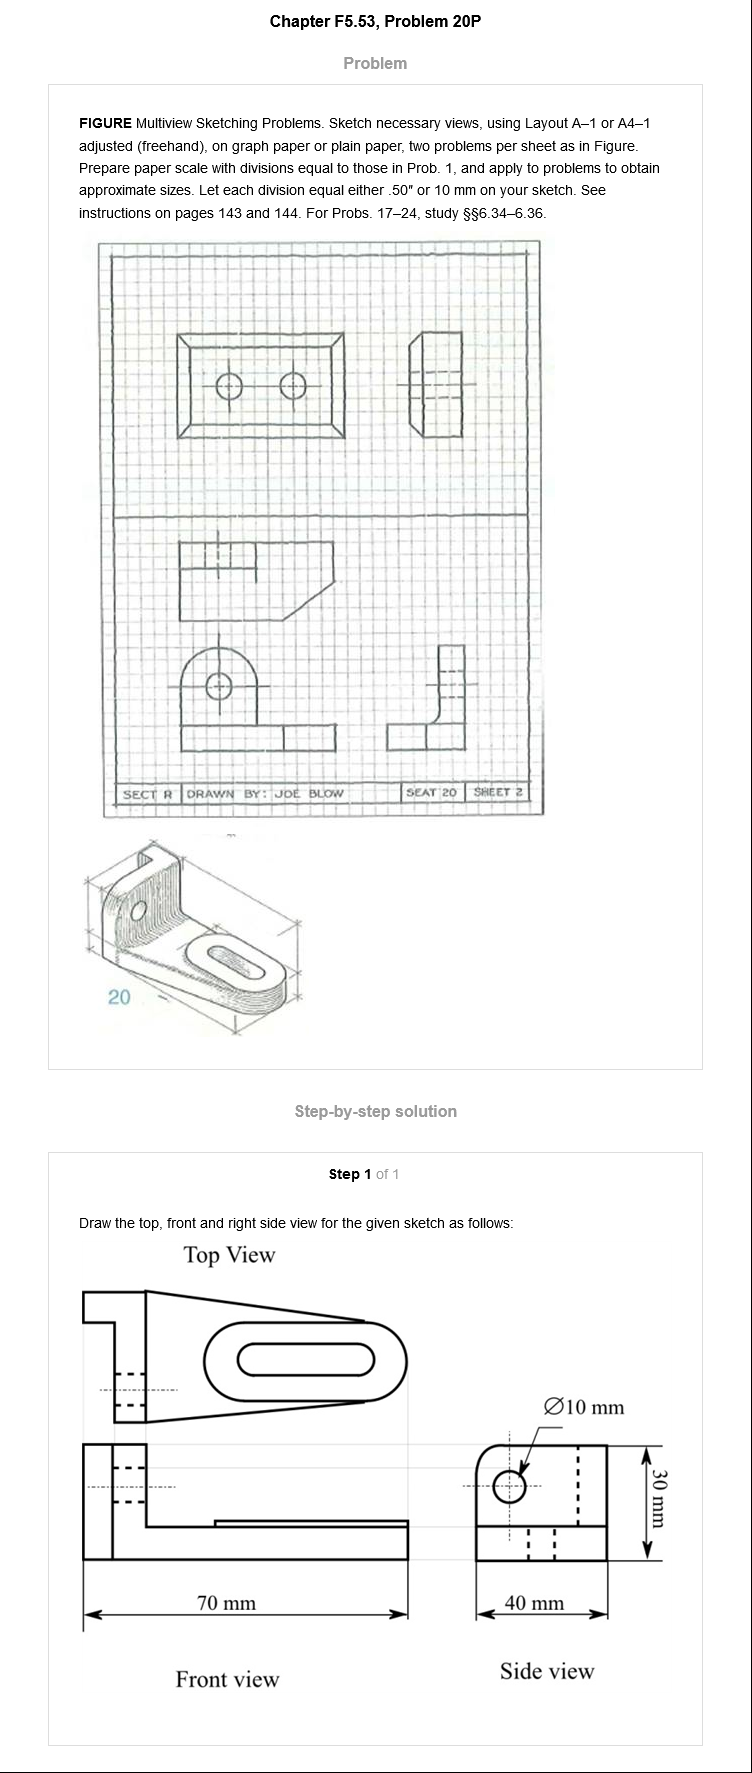 Chapter F5.53, Problem 20P
Problem
FIGURE Multiview Sketching Problems. Sketch necessary views, using Layout A–1 or A4–1
adjusted (freehand), on graph paper or plain paper, two problems per sheet as in Figure.
Prepare paper scale with divisions equal to those in Prob. 1, and apply to problems to obtain
approximate sizes. Let each division equal either .50″ or 10 mm on your sketch. See
instructions on pages 143 and 144. For Probs. 17–24, study §§6.34–6.36.
SECT R DRAWN BY: JOE BLOW SEAT 20 SHEET 2
20
Step-by-step solution
Step 1 of 1
Draw the top, front and right side view for the given sketch as follows:
Top View
∅10 mm
30 mm
70 mm
40 mm
Front view
Side view